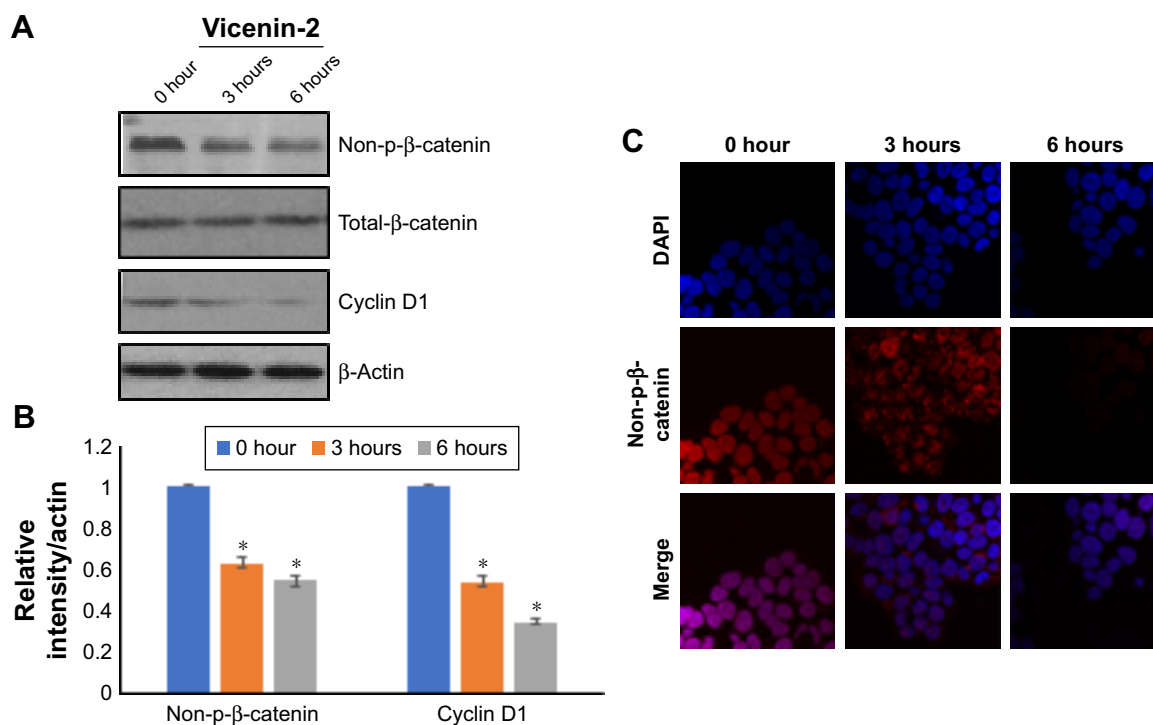 A
Vicenin-2
0 hour 3 hours 6 hours
Non-p-β-catenin
Total-β-catenin
Cyclin D1
β-Actin
B
0 hour 3 hours 6 hours
Relative
intensity/actin
1.2
1
0.8
0.6
0.4
0.2
0
* * * *
Non-p-β-catenin Cyclin D1
C
0 hour 3 hours 6 hours
DAPI
Non-p-β-
catenin
Merge